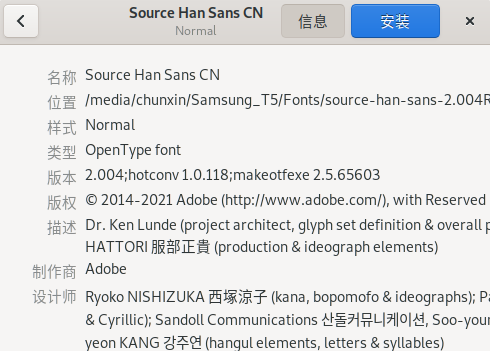 Source Han Sans CN
Normal
信息
安装
名称 Source Han Sans CN
位置 /media/chunxin/Samsung_T5/Fonts/source-han-sans-2.004R
样式 Normal
类型 OpenType font
版本 2.004;hotconv 1.0.118;makeotfexe 2.5.65603
版权 © 2014-2021 Adobe (http://www.adobe.com/), with Reserved
描述 Dr. Ken Lunde (project architect, glyph set definition & overall p
HATTORI 服部正貴 (production & ideograph elements)
制作商 Adobe
设计师 Ryoko NISHIZUKA 西塚涼子 (kana, bopomofo & ideographs); Pa
& Cyrillic); Sandoll Communications 산돌커뮤니케이션, Soo-your
yeon KANG 강주연 (hangul elements, letters & syllables)